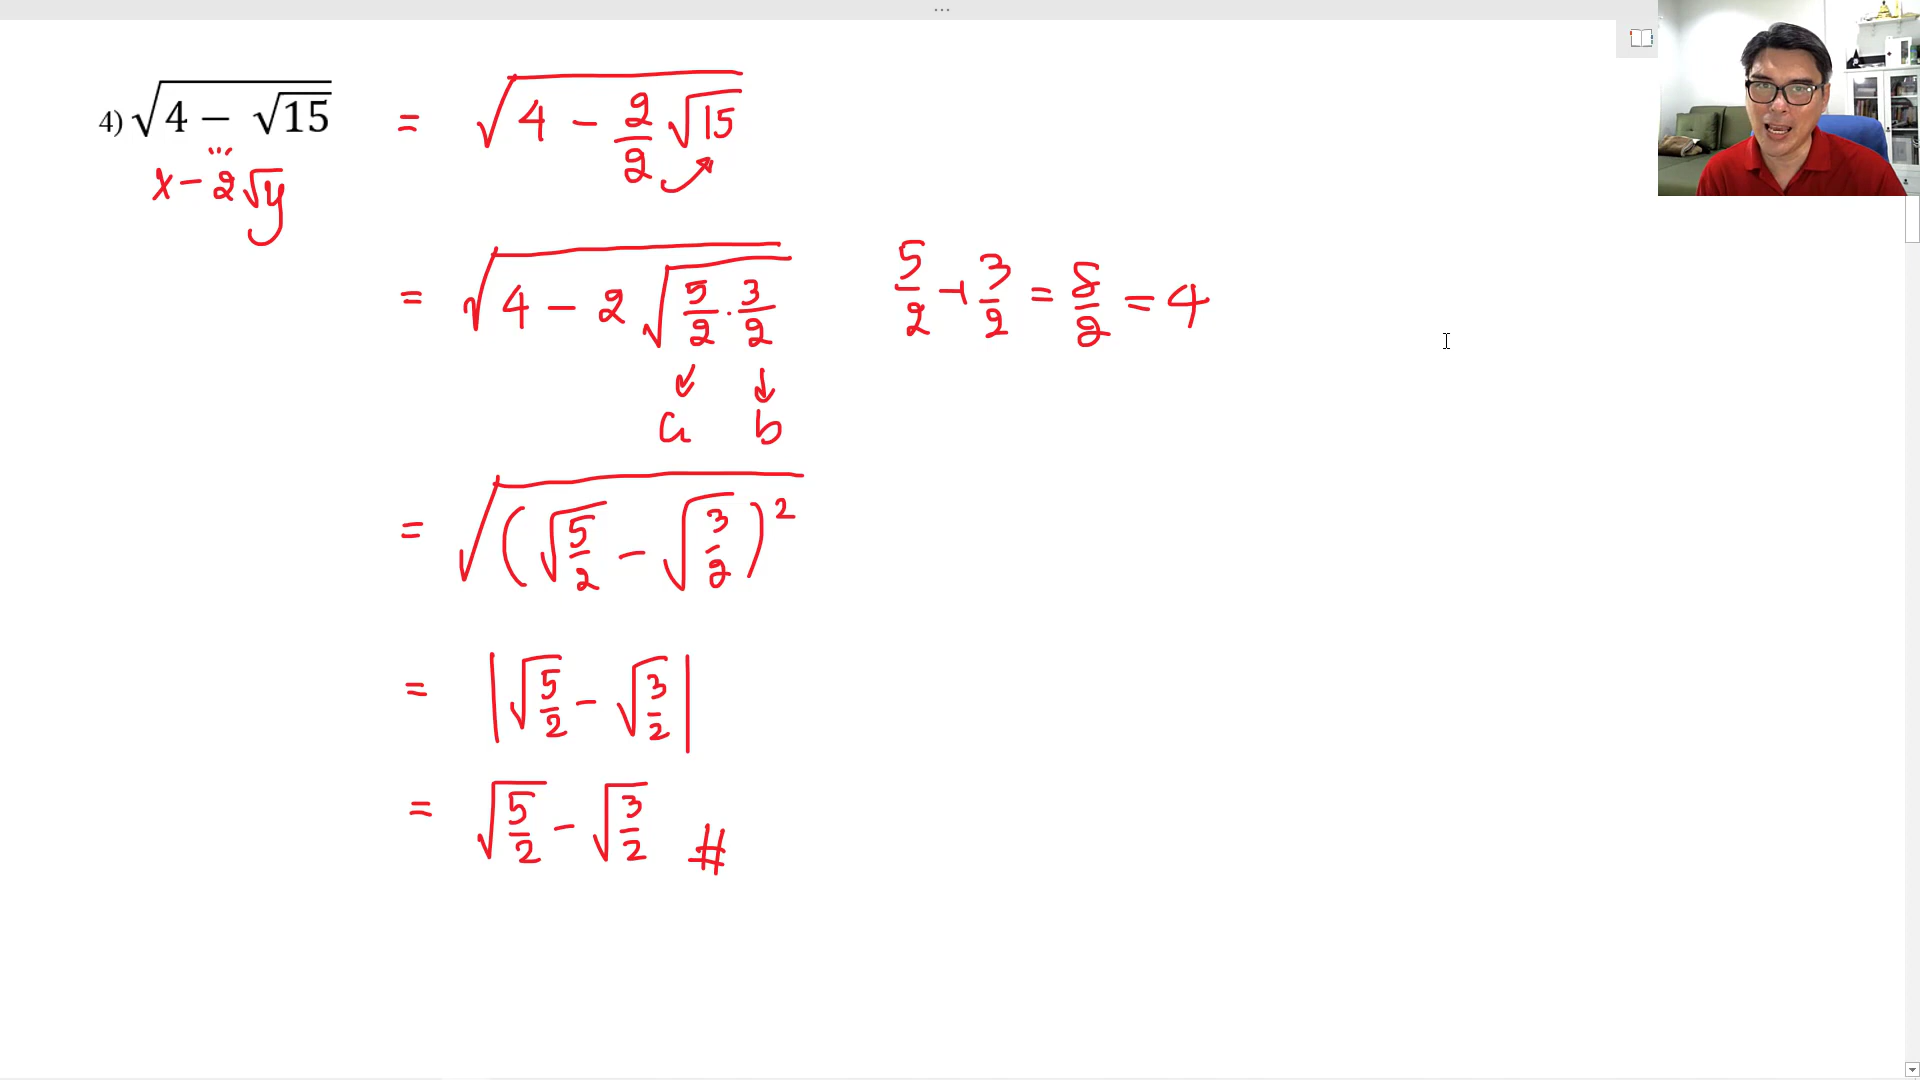 4) √(4 − √15) = √(4 − 2/2 √15)
x − 2√y
= √(4 − 2√(5/2 · 3/2)) 5/2 + 3/2 = 8/2 = 4
a b
= √((√(5/2) − √(3/2))²)
= |√(5/2) − √(3/2)|
= √(5/2) − √(3/2) #